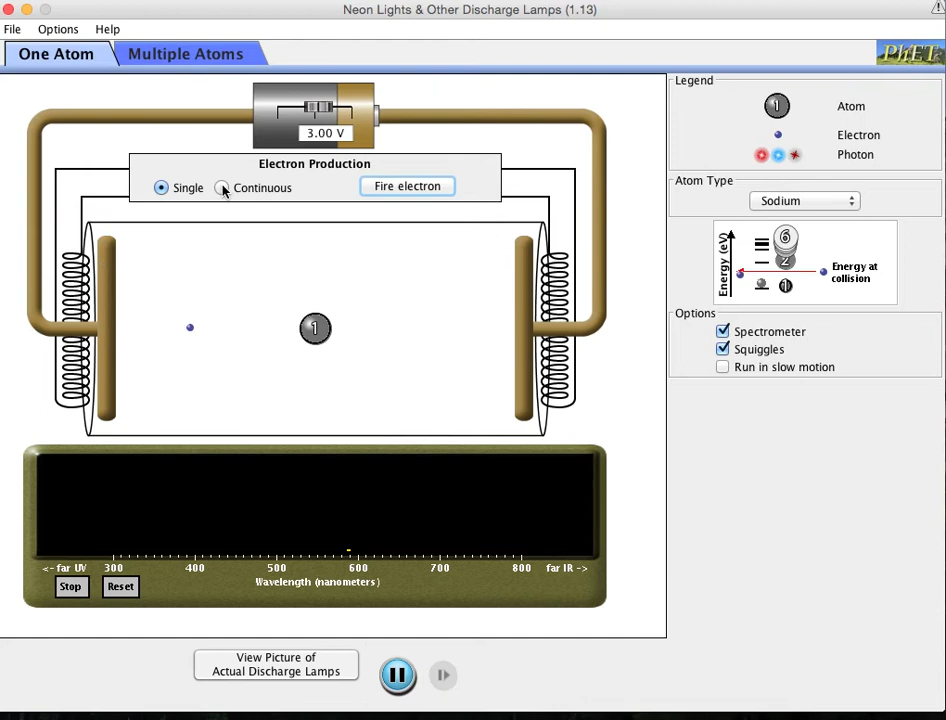 Neon Lights & Other Discharge Lamps (1.13)
File Options Help
One Atom Multiple Atoms
PhET
3.00 V
Electron Production
Single Continuous Fire electron
1
<- far UV 300 400 500 600 700 800 far IR ->
Wavelength (nanometers)
Stop Reset
View Picture of
Actual Discharge Lamps
Legend
1 Atom
Electron
Photon
Atom Type
Sodium
Energy (eV)
6
2
1
Energy at
collision
Options
Spectrometer
Squiggles
Run in slow motion